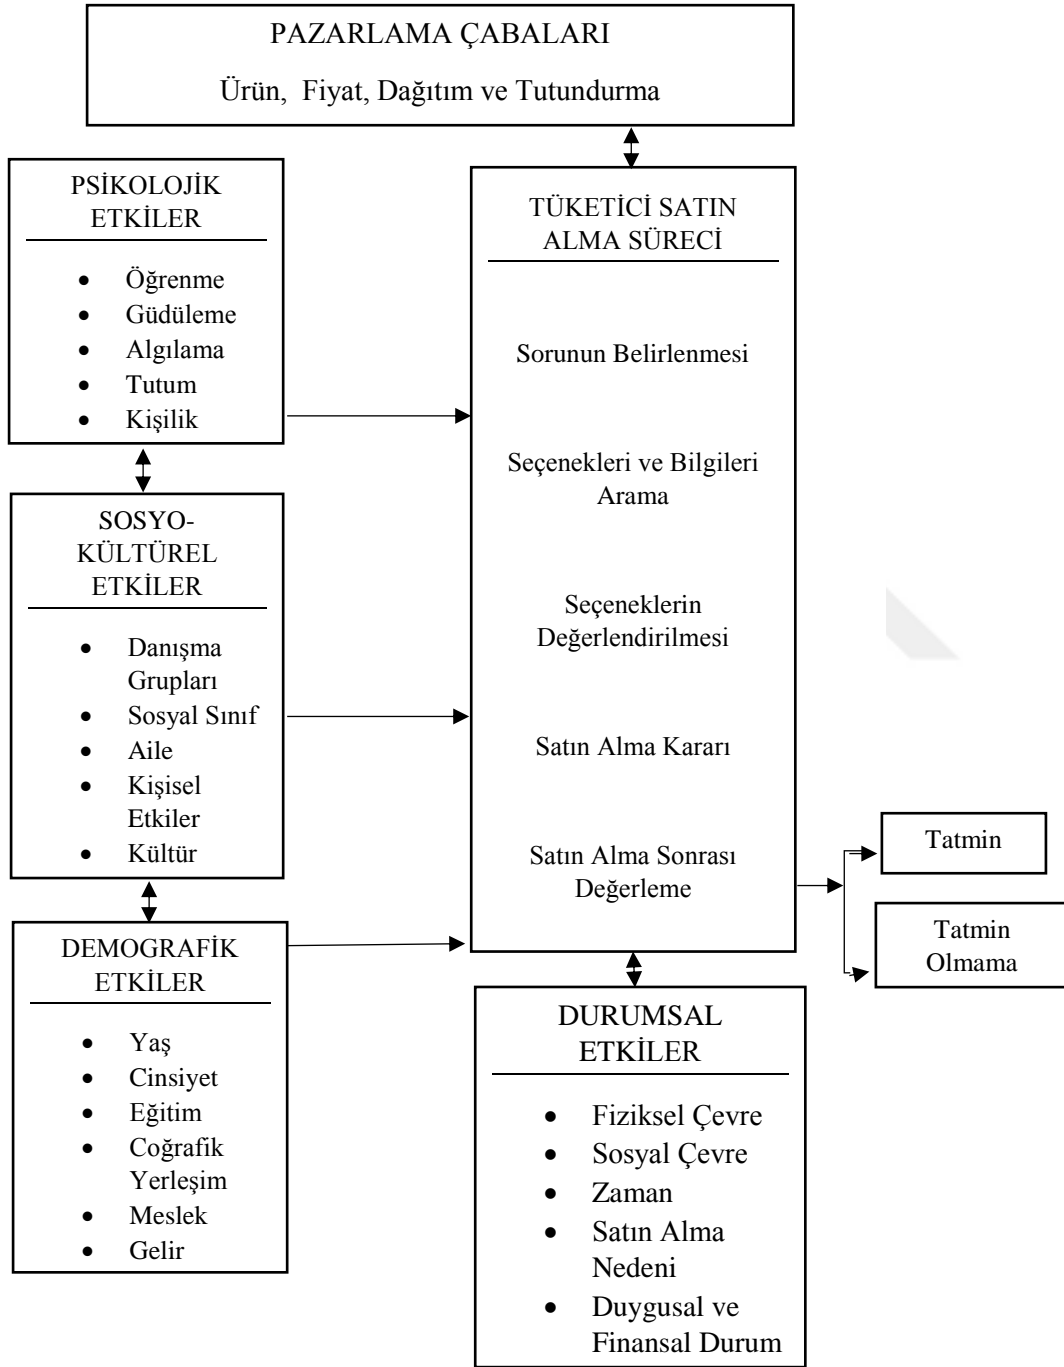 PAZARLAMA ÇABALARI
Ürün, Fiyat, Dağıtım ve Tutundurma
PSİKOLOJİK
ETKİLER
• Öğrenme
• Güdüleme
• Algılama
• Tutum
• Kişilik
SOSYO-
KÜLTÜREL
ETKİLER
• Danışma
Grupları
• Sosyal Sınıf
• Aile
• Kişisel
Etkiler
• Kültür
DEMOGRAFİK
ETKİLER
• Yaş
• Cinsiyet
• Eğitim
• Coğrafik
Yerleşim
• Meslek
• Gelir
TÜKETİCİ SATIN
ALMA SÜRECİ
Sorunun Belirlenmesi
Seçenekleri ve Bilgileri
Arama
Seçeneklerin
Değerlendirilmesi
Satın Alma Kararı
Satın Alma Sonrası
Değerleme
Tatmin
Tatmin
Olmama
DURUMSAL
ETKİLER
• Fiziksel Çevre
• Sosyal Çevre
• Zaman
• Satın Alma
Nedeni
• Duygusal ve
Finansal Durum